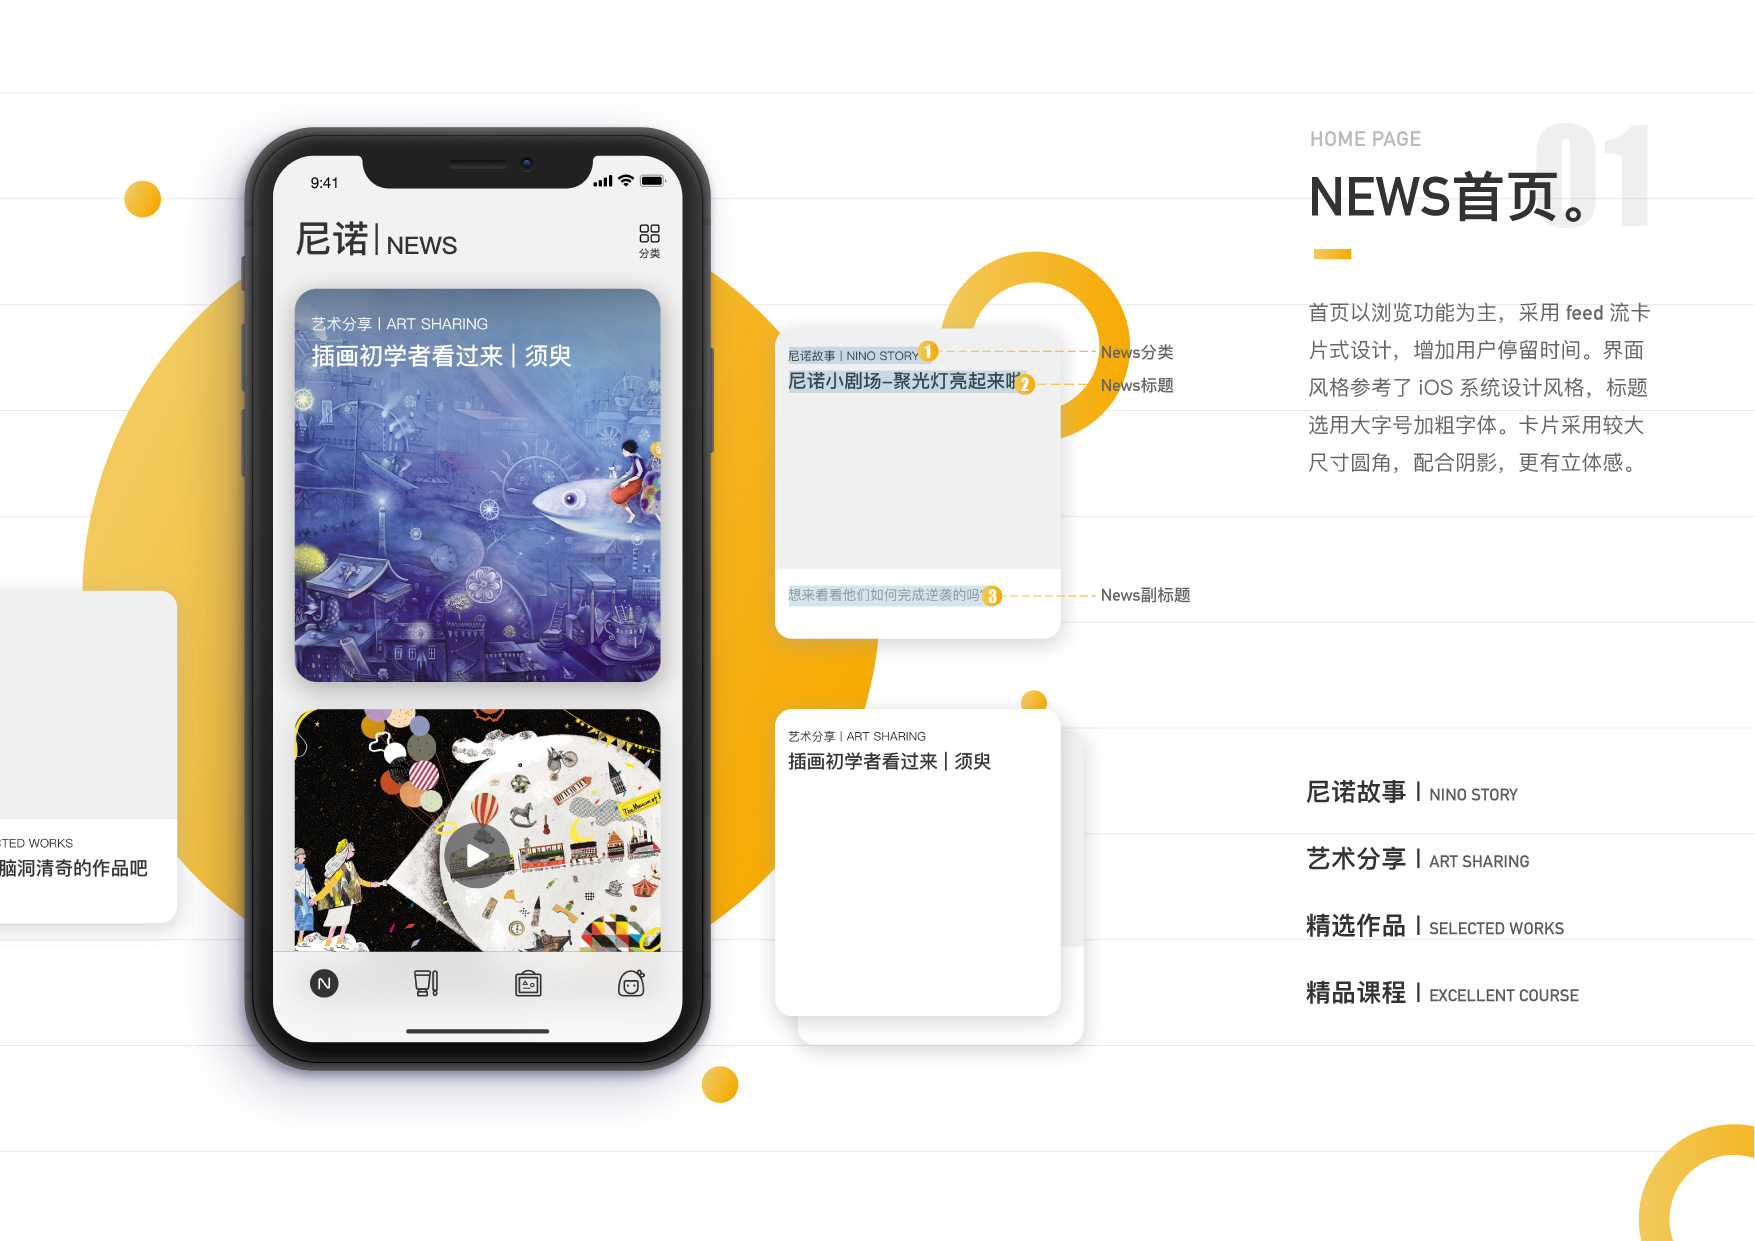 HOME PAGE
01
NEWS首页。
首页以浏览功能为主，采用 feed 流卡
片式设计，增加用户停留时间。界面
风格参考了 iOS 系统设计风格，标题
选用大字号加粗字体。卡片采用较大
尺寸圆角，配合阴影，更有立体感。
9:41
尼诺|NEWS
分类
艺术分享 | ART SHARING
插画初学者看过来 | 须臾
The Museum of
N
尼诺故事 | NINO STORY 1
News分类
尼诺小剧场–聚光灯亮起来啦 2
News标题
想来看看他们如何完成逆袭的吗? 3
News副标题
艺术分享 | ART SHARING
插画初学者看过来 | 须臾
CTED WORKS
脑洞清奇的作品吧
尼诺故事 | NINO STORY
艺术分享 | ART SHARING
精选作品 | SELECTED WORKS
精品课程 | EXCELLENT COURSE